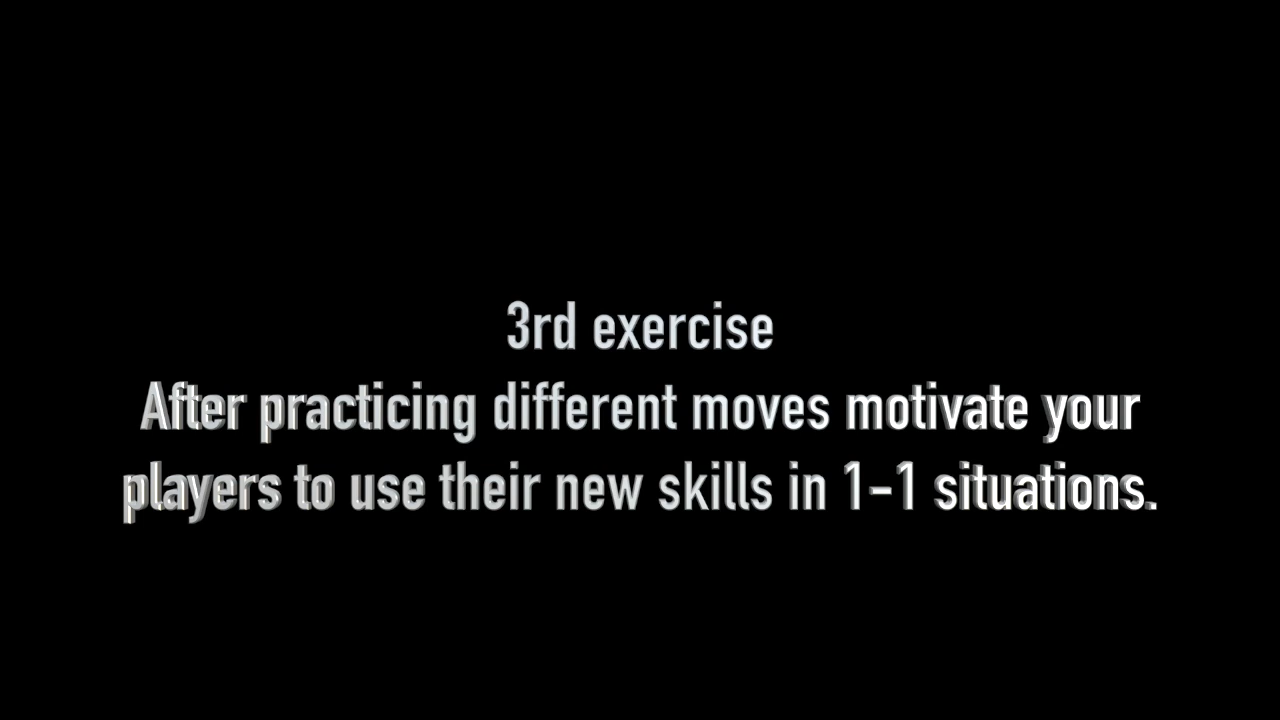 3rd exercise
After practicing different moves motivate your
players to use their new skills in 1-1 situations.